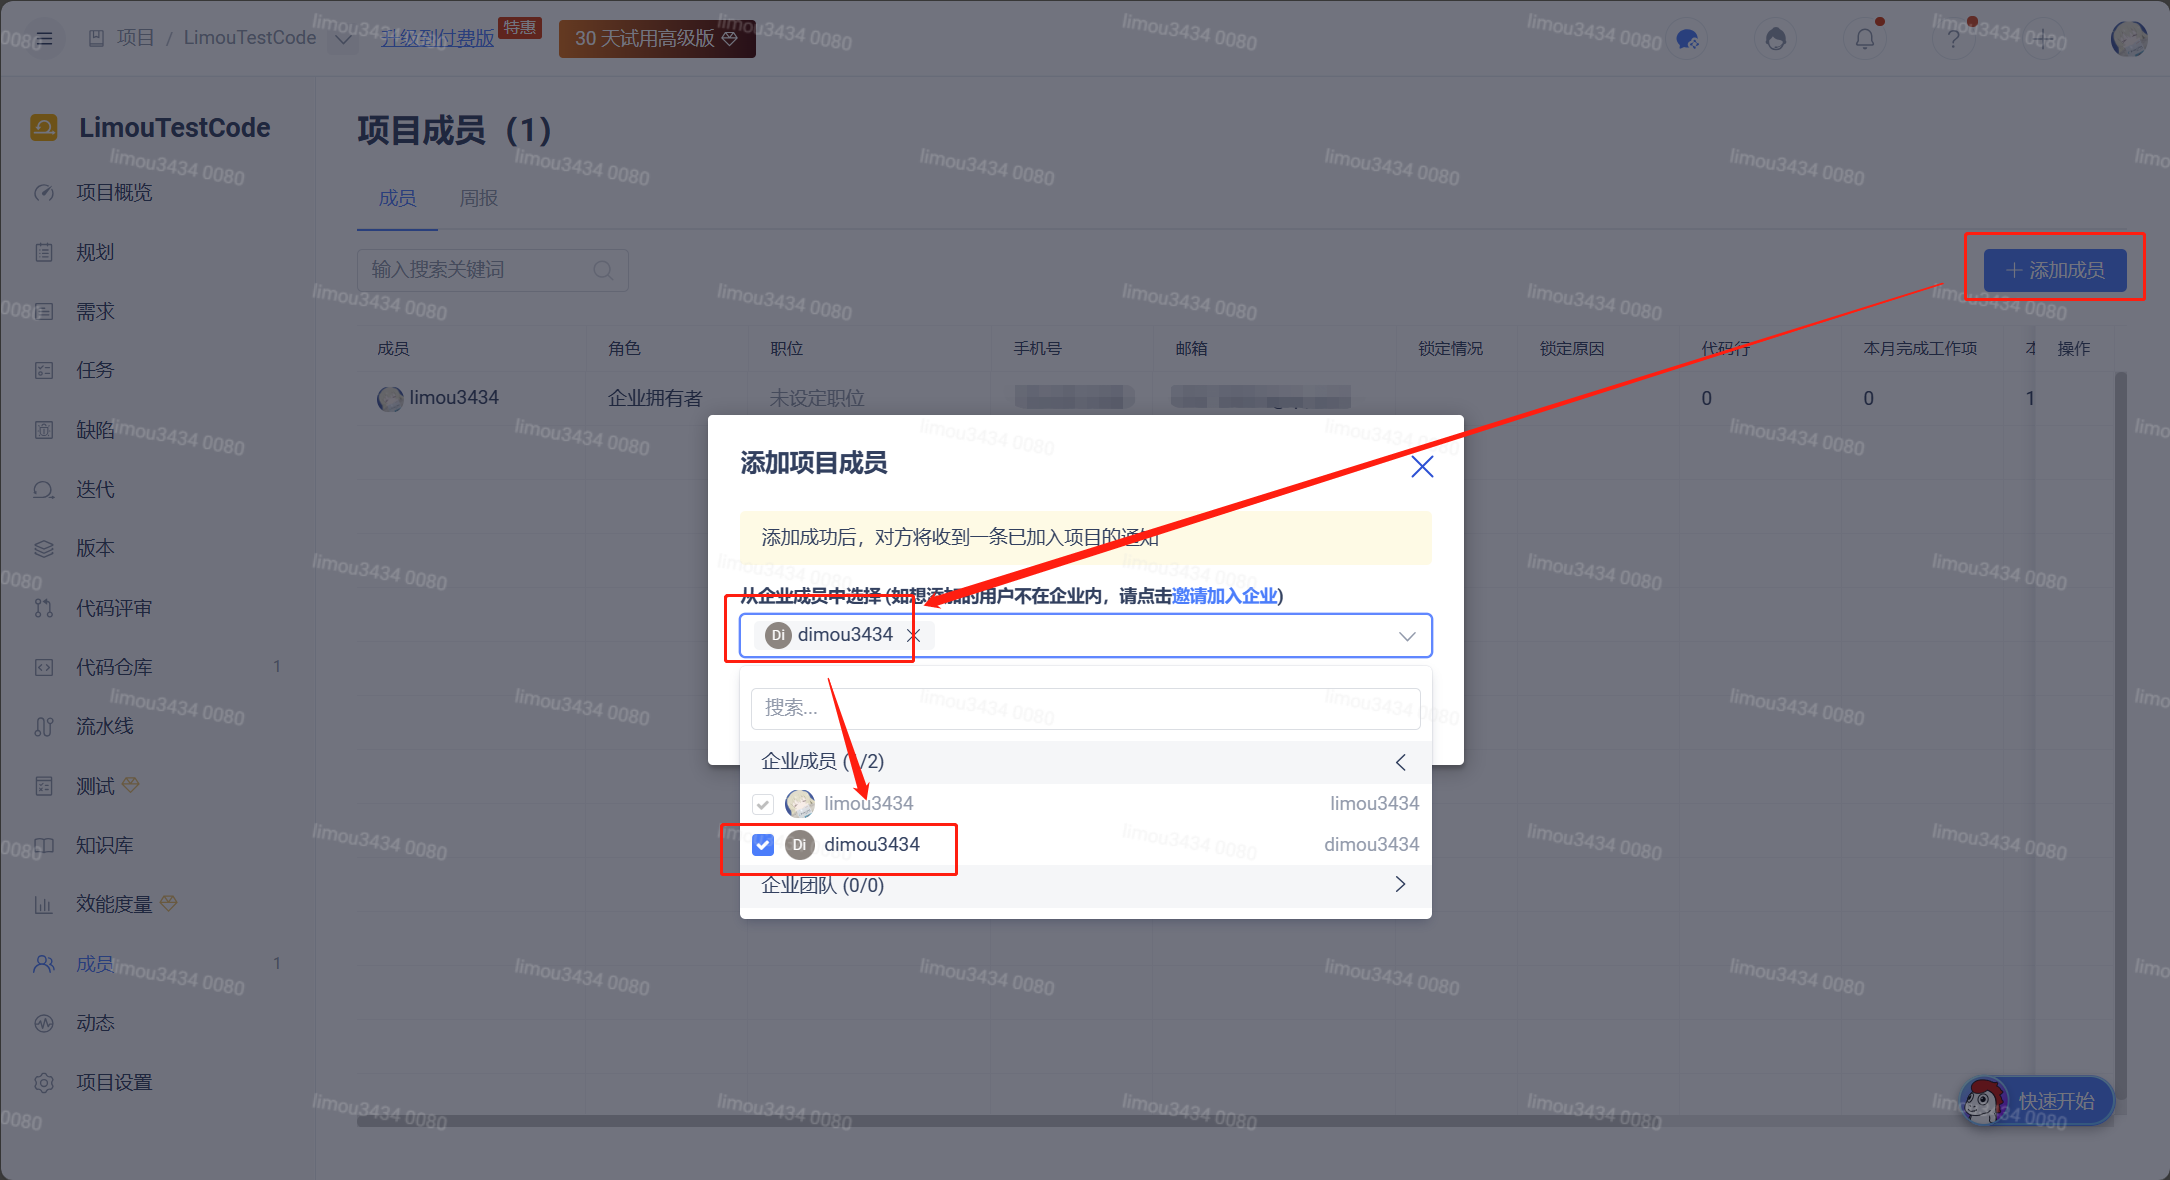 项目 / LimouTestCode 升级到付费版 特惠 30 天试用高级版
LimouTestCode
项目概览
规划
需求
任务
缺陷
迭代
版本
代码评审
代码仓库 1
流水线
测试
知识库
效能度量
成员 1
动态
项目设置
项目成员（1）
成员 周报
输入搜索关键词
添加成员
成员 角色 职位 手机号 邮箱 锁定情况 锁定原因 代码行 本月完成工作项 操作
limou3434 企业拥有者 未设定职位 0 0 1
添加项目成员
添加成功后，对方将收到一条已加入项目的通知
从企业成员中选择 (如想添加的用户不在企业内，请点击邀请加入企业)
Di dimou3434
搜索...
企业成员 ( /2)
limou3434 limou3434
Di dimou3434 dimou3434
企业团队 (0/0)
快速开始
limou3434 0080